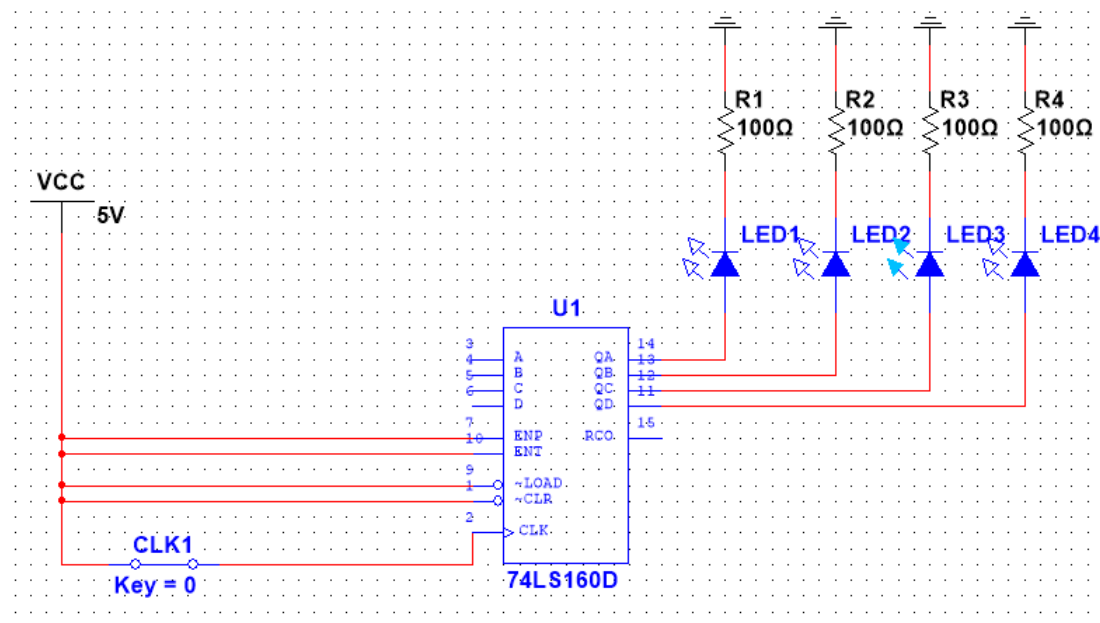 R1
100Ω
R2
100Ω
R3
100Ω
R4
100Ω
VCC
5V
LED1
LED2
LED3
LED4
U1
3
4
5
6
7
10
9
1
2
A
B
C
D
ENP
ENT
~LOAD
~CLR
CLK
QA
QB
QC
QD
RCO
14
13
12
11
15
CLK1
Key = 0
74LS160D